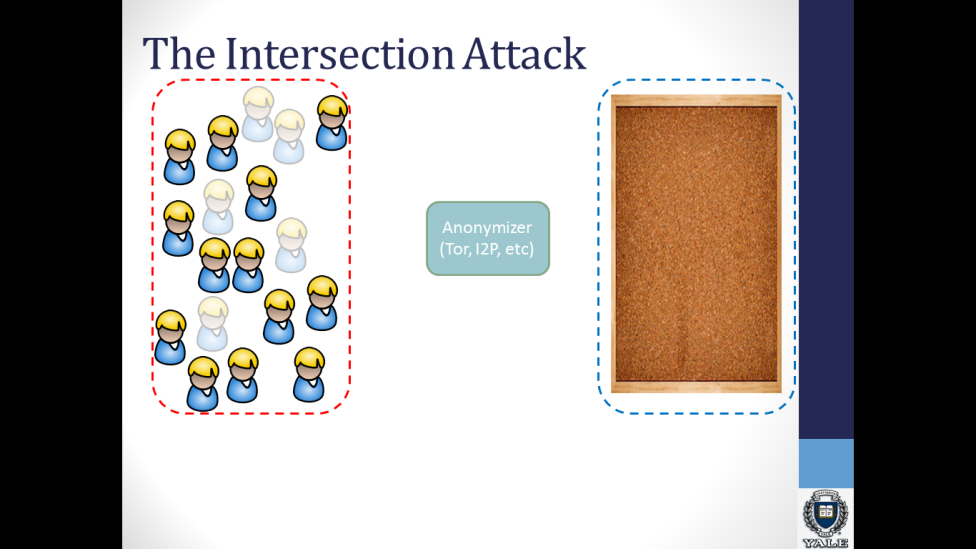 The Intersection Attack
Anonymizer
(Tor, I2P, etc)
YALE